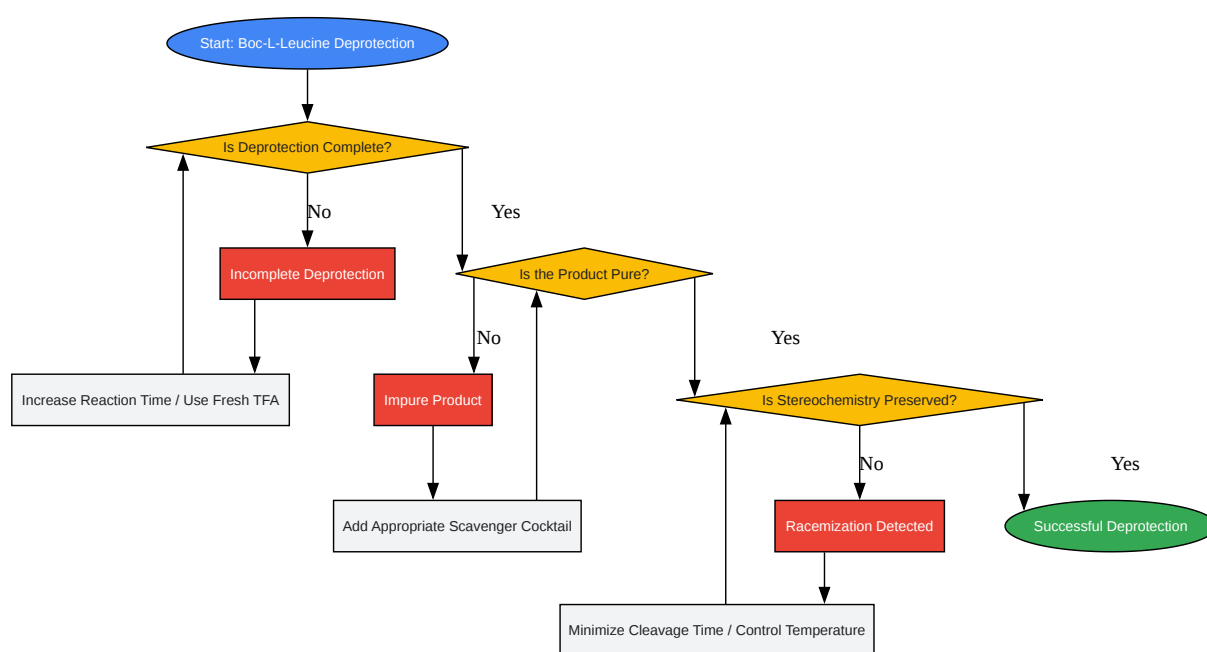 Start: Boc-L-Leucine Deprotection
Is Deprotection Complete?
No
Yes
Incomplete Deprotection
Is the Product Pure?
No
Yes
Increase Reaction Time / Use Fresh TFA
Impure Product
Is Stereochemistry Preserved?
No
Yes
Add Appropriate Scavenger Cocktail
Racemization Detected
Successful Deprotection
Minimize Cleavage Time / Control Temperature